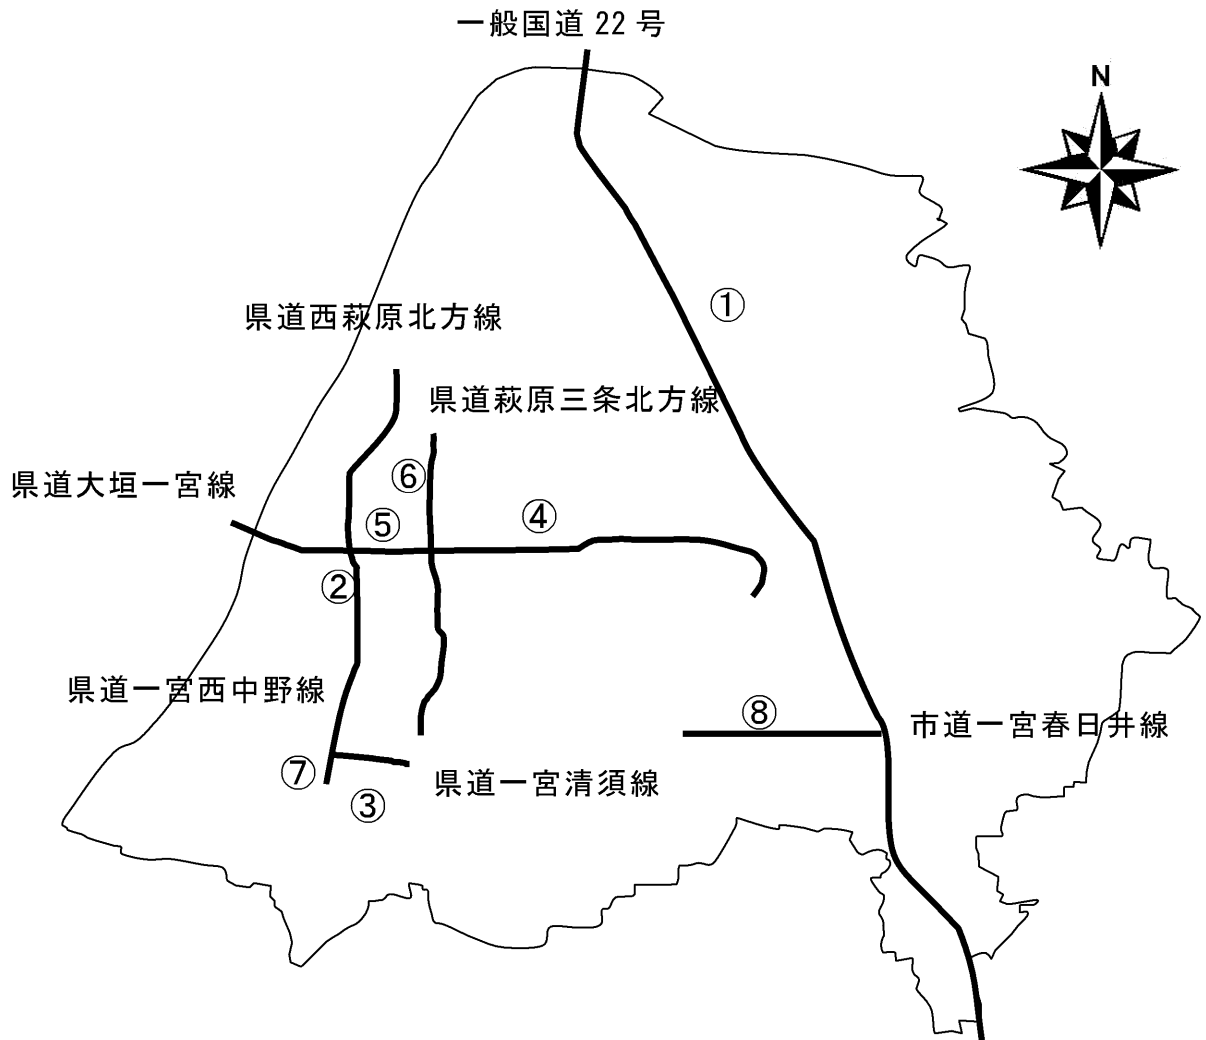 一般国道 22 号
N
①
県道西萩原北方線
県道萩原三条北方線
⑥
県道大垣一宮線
⑤
④
②
県道一宮西中野線
⑧
市道一宮春日井線
⑦
県道一宮清須線
③